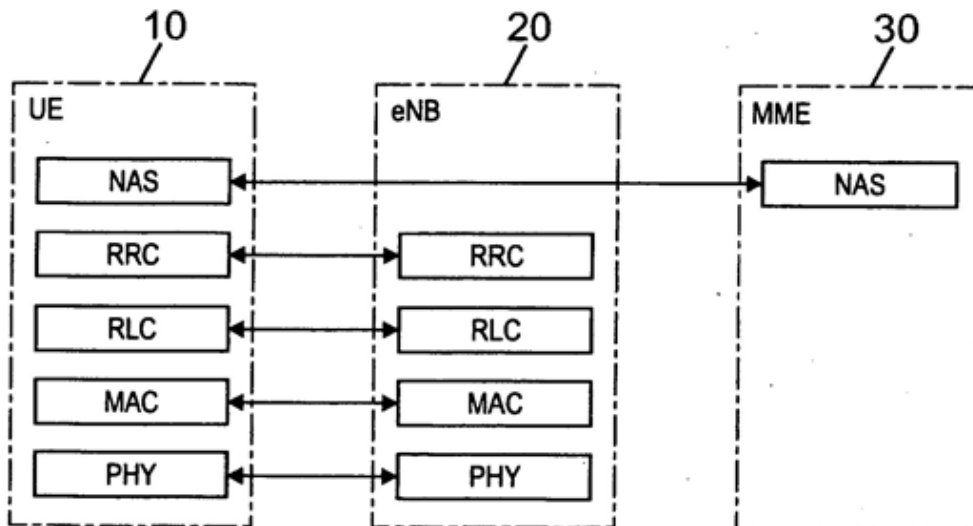 10 20 30
UE eNB MME
NAS NAS
RRC RRC
RLC RLC
MAC MAC
PHY PHY